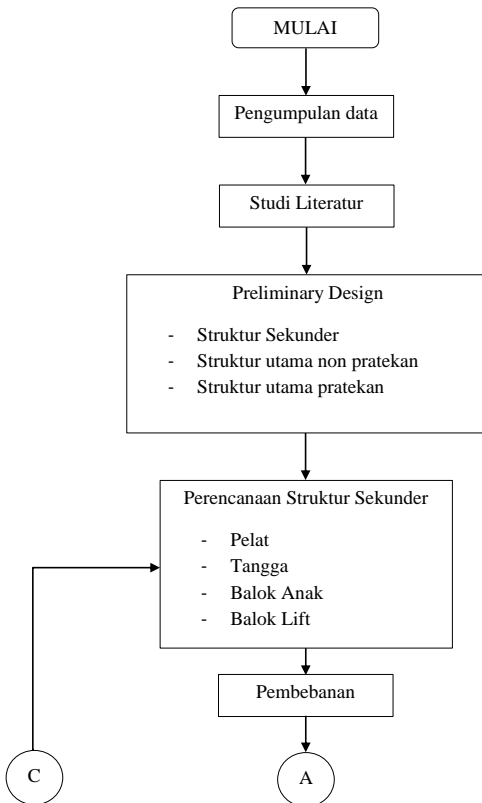 MULAI
Pengumpulan data
Studi Literatur
Preliminary Design
- Struktur Sekunder
- Struktur utama non pratekan
- Struktur utama pratekan
Perencanaan Struktur Sekunder
- Pelat
- Tangga
- Balok Anak
- Balok Lift
Pembebanan
C
A